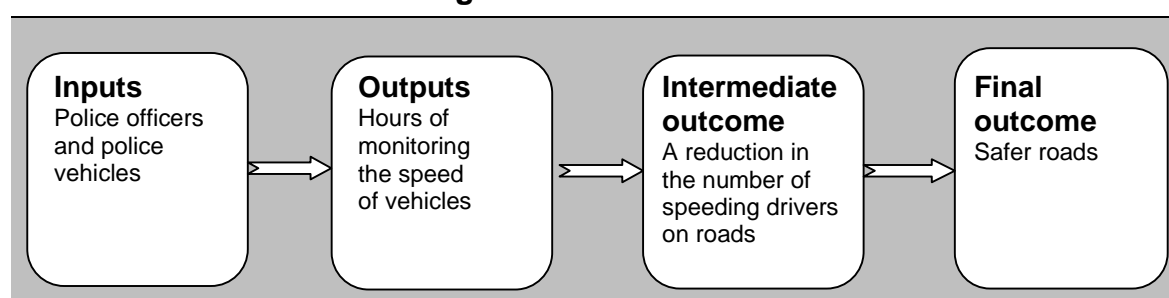 Inputs
Police officers
and police
vehicles
Outputs
Hours of
monitoring
the speed
of vehicles
Intermediate
outcome
A reduction in
the number of
speeding drivers
on roads
Final
outcome
Safer roads